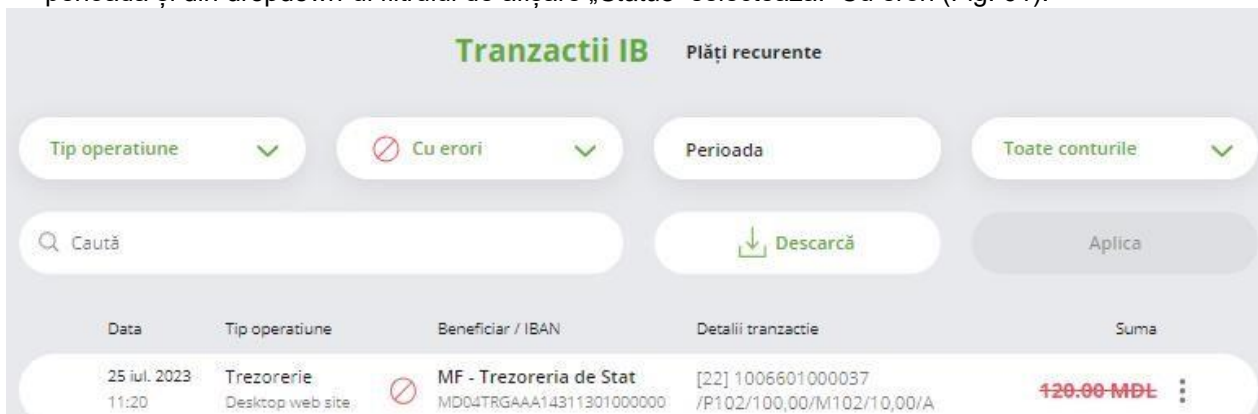 Tranzactii IB Plăți recurente
Tip operatiune Cu erori Perioada Toate conturile
Caută Descarcă Aplica
Data Tip operatiune Beneficiar / IBAN Detalii tranzactie Suma
25 iul. 2023 Trezorerie MF - Trezoreria de Stat [22] 1006601000037 120.00 MDL
11:20 Desktop web site MD04TRGAAA14311301000000 /P102/100,00/M102/10,00/A